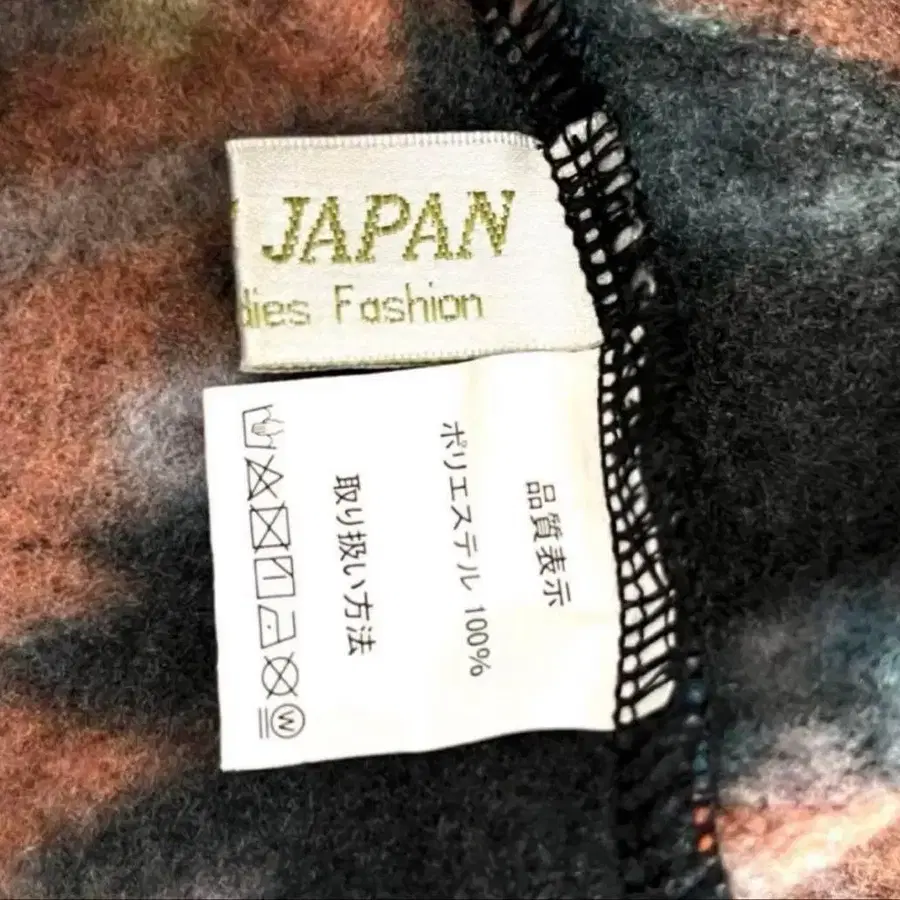 JAPAN
Fashion
品質表示
ポリエステル 100%
取り扱い方法
W